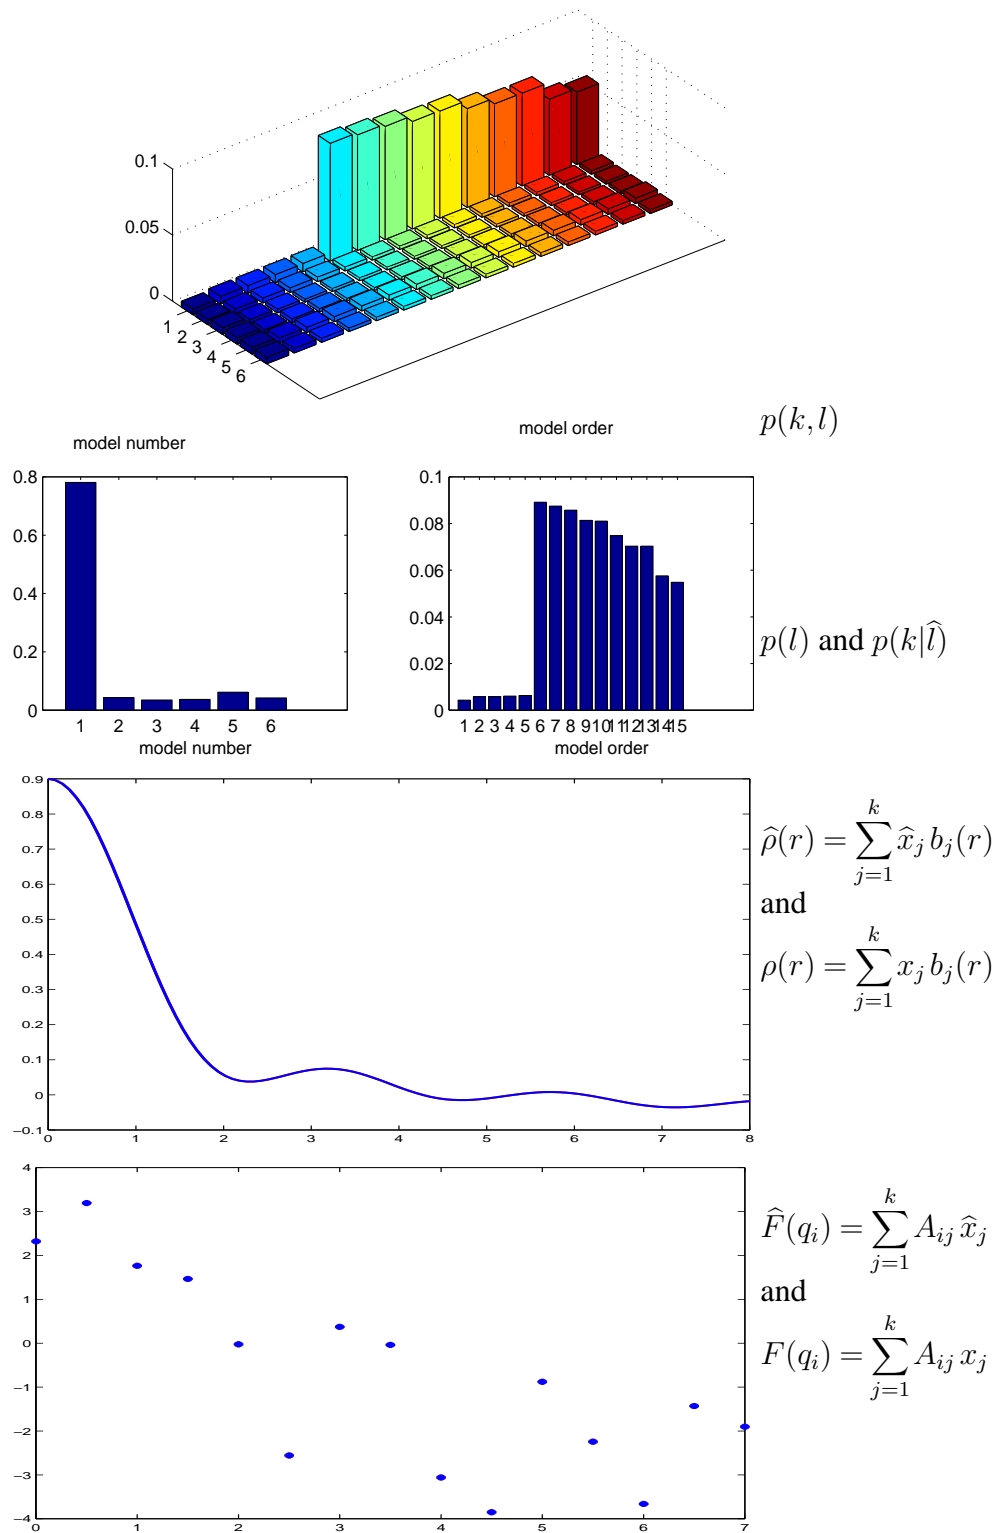 0.1
0.05
0
1
2
3
4
5
6
model number
model order
p(k, l)
0.8
0.6
0.4
0.2
0
1 2 3 4 5 6
model number
0.1
0.08
0.06
0.04
0.02
0
1 2 3 4 5 6 7 8 9 10 11 12 13 14 15
model order
p(l) and p(k|l̂)
0.9
0.8
0.7
0.6
0.5
0.4
0.3
0.2
0.1
0
−0.1
0 1 2 3 4 5 6 7 8
ρ̂(r) = ∑_{j=1}^{k} x̂_j b_j(r)
and
ρ(r) = ∑_{j=1}^{k} x_j b_j(r)
4
3
2
1
0
−1
−2
−3
−4
0 1 2 3 4 5 6 7
F̂(q_i) = ∑_{j=1}^{k} A_{ij} x̂_j
and
F(q_i) = ∑_{j=1}^{k} A_{ij} x_j